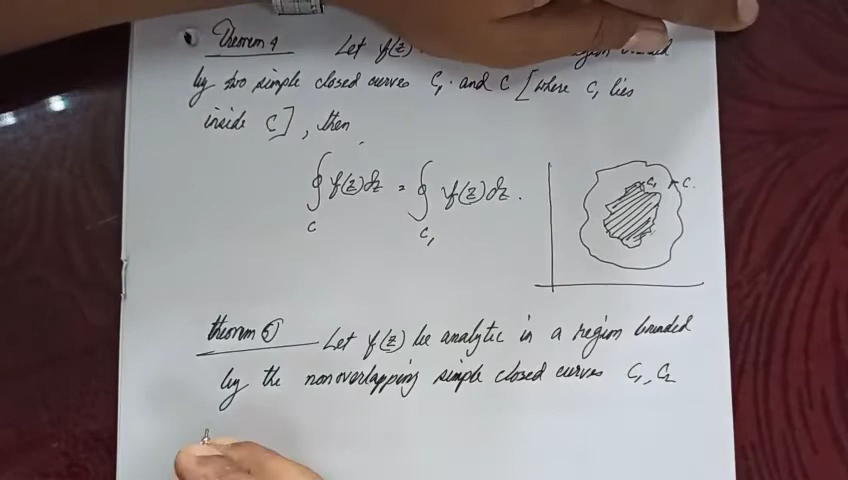 Theorem 4 Let f(z)
by two simple closed curves C₁ and C [where C₁ lies
inside C], then
∮ f(z)dz = ∮ f(z)dz.
C C₁
C₁ C
Theorem 5 Let f(z) be analytic in a region bounded
by the nonoverlapping simple closed curves C₁, C₂